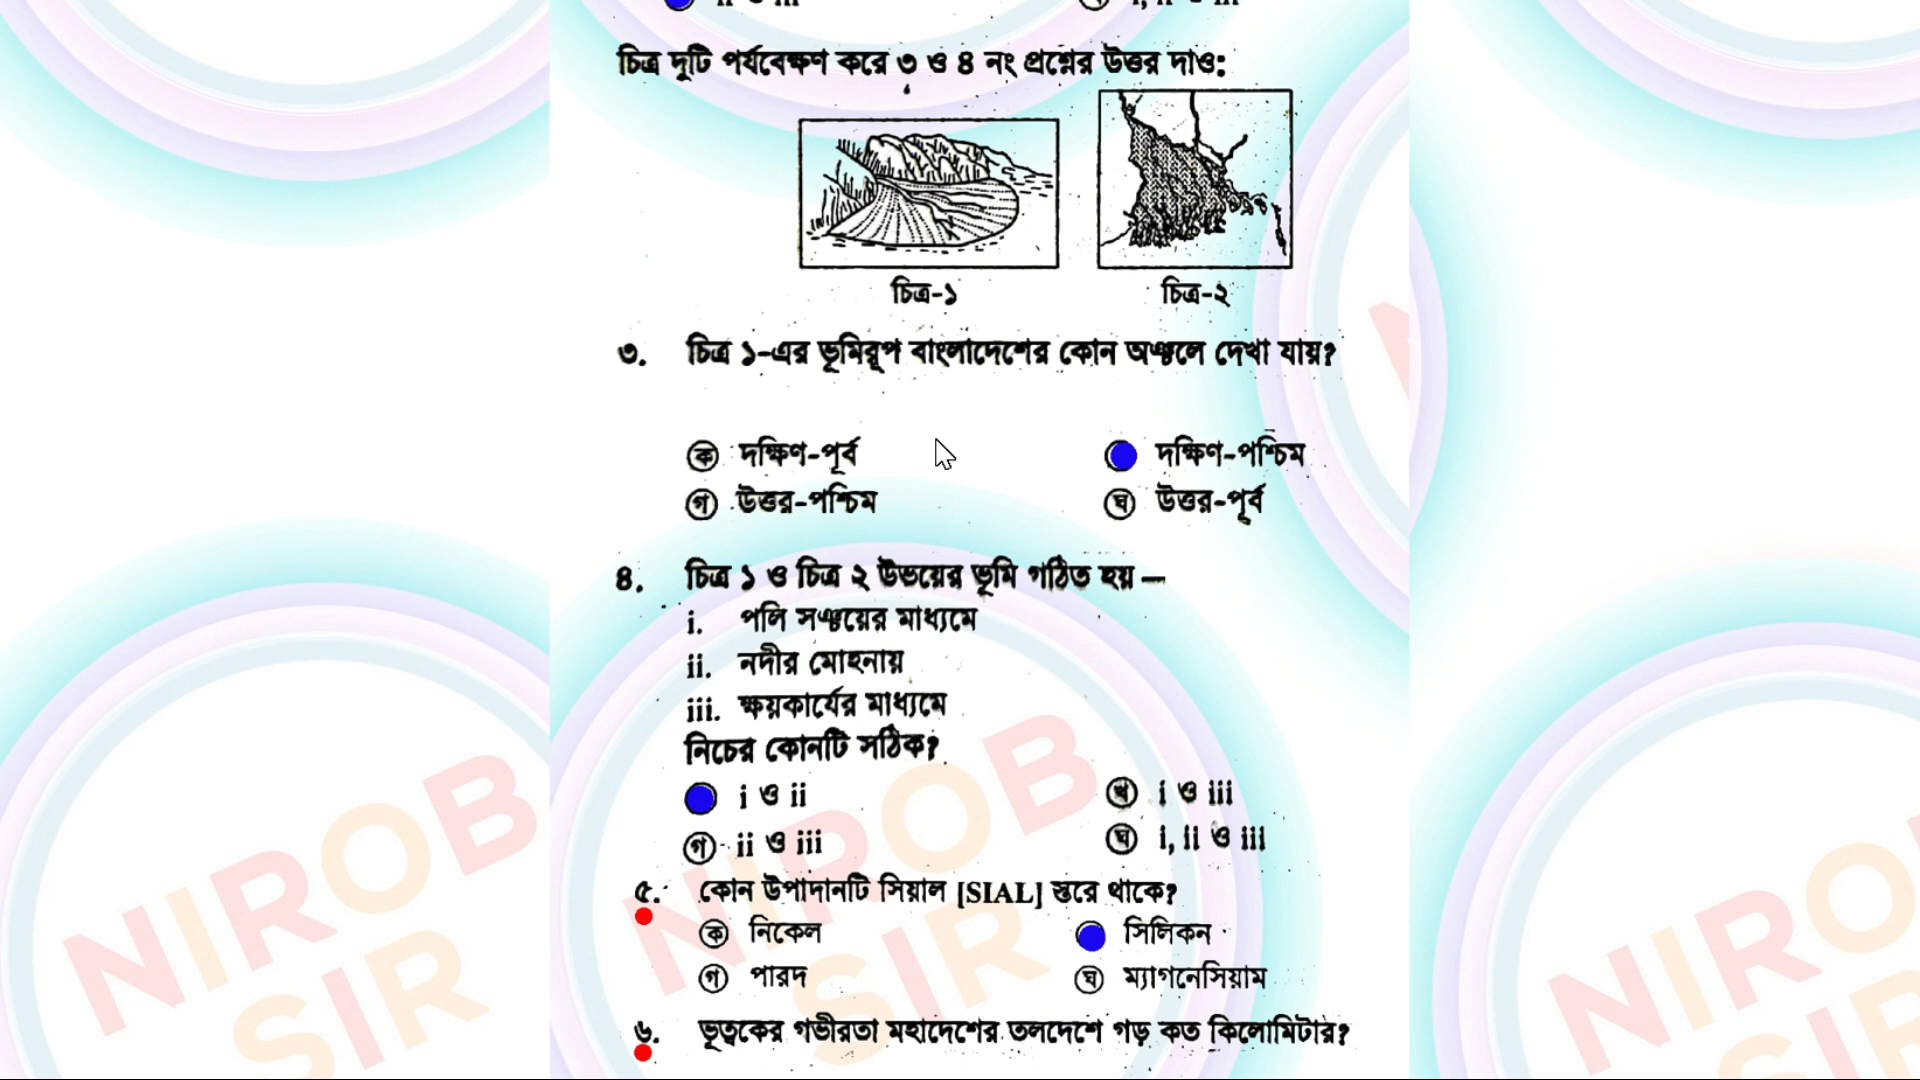 চিত্র দুটি পর্যবেক্ষণ করে ৩ ও ৪ নং প্রশ্নের উত্তর দাও:
চিত্র-১ চিত্র-২
৩. চিত্র ১-এর ভূমিরূপ বাংলাদেশের কোন অঞ্চলে দেখা যায়?
ক দক্ষিণ-পূর্ব দক্ষিণ-পশ্চিম
গ উত্তর-পশ্চিম ঘ উত্তর-পূর্ব
৪. চিত্র ১ ও চিত্র ২ উভয়ের ভূমি গঠিত হয় —
i. পলি সঞ্চয়ের মাধ্যমে
ii. নদীর মোহনায়
iii. ক্ষয়কার্যের মাধ্যমে
নিচের কোনটি সঠিক?
i ও ii খ i ও iii
গ ii ও iii ঘ i, ii ও iii
৫. কোন উপাদানটি সিয়াল [SIAL] স্তরে থাকে?
ক নিকেল সিলিকন
গ পারদ ঘ ম্যাগনেসিয়াম
৬. ভূত্বকের গভীরতা মহাদেশের তলদেশে গড় কত কিলোমিটার?
NIROB SIR
NIROB SIR
NIROB SIR